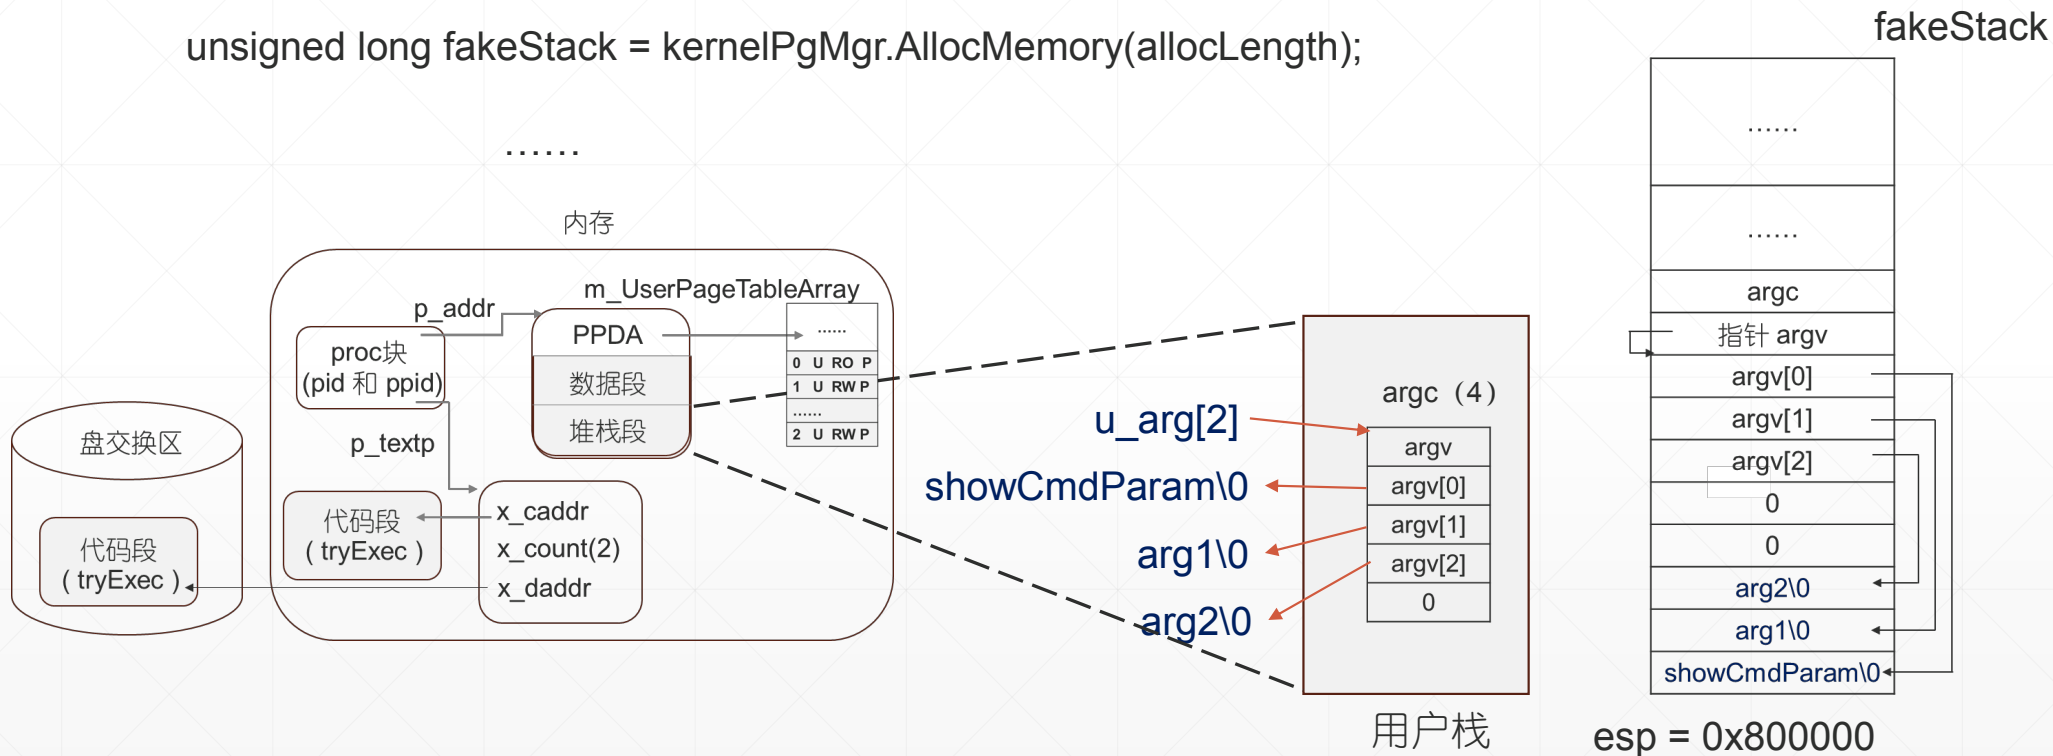 fakeStack
unsigned long fakeStack = kernelPgMgr.AllocMemory(allocLength);
......
内存
m_UserPageTableArray
p_addr
proc块
(pid 和 ppid)
PPDA
数据段
堆栈段
......
0 U RO P
1 U RW P
......
2 U RW P
p_textp
盘交换区
代码段
( tryExec )
代码段
( tryExec )
x_caddr
x_count(2)
x_daddr
argc (4)
u_arg[2]
argv
showCmdParam\0
argv[0]
arg1\0
argv[1]
arg2\0
argv[2]
0
用户栈
......
......
argc
指针 argv
argv[0]
argv[1]
argv[2]
0
0
arg2\0
arg1\0
showCmdParam\0
esp = 0x800000